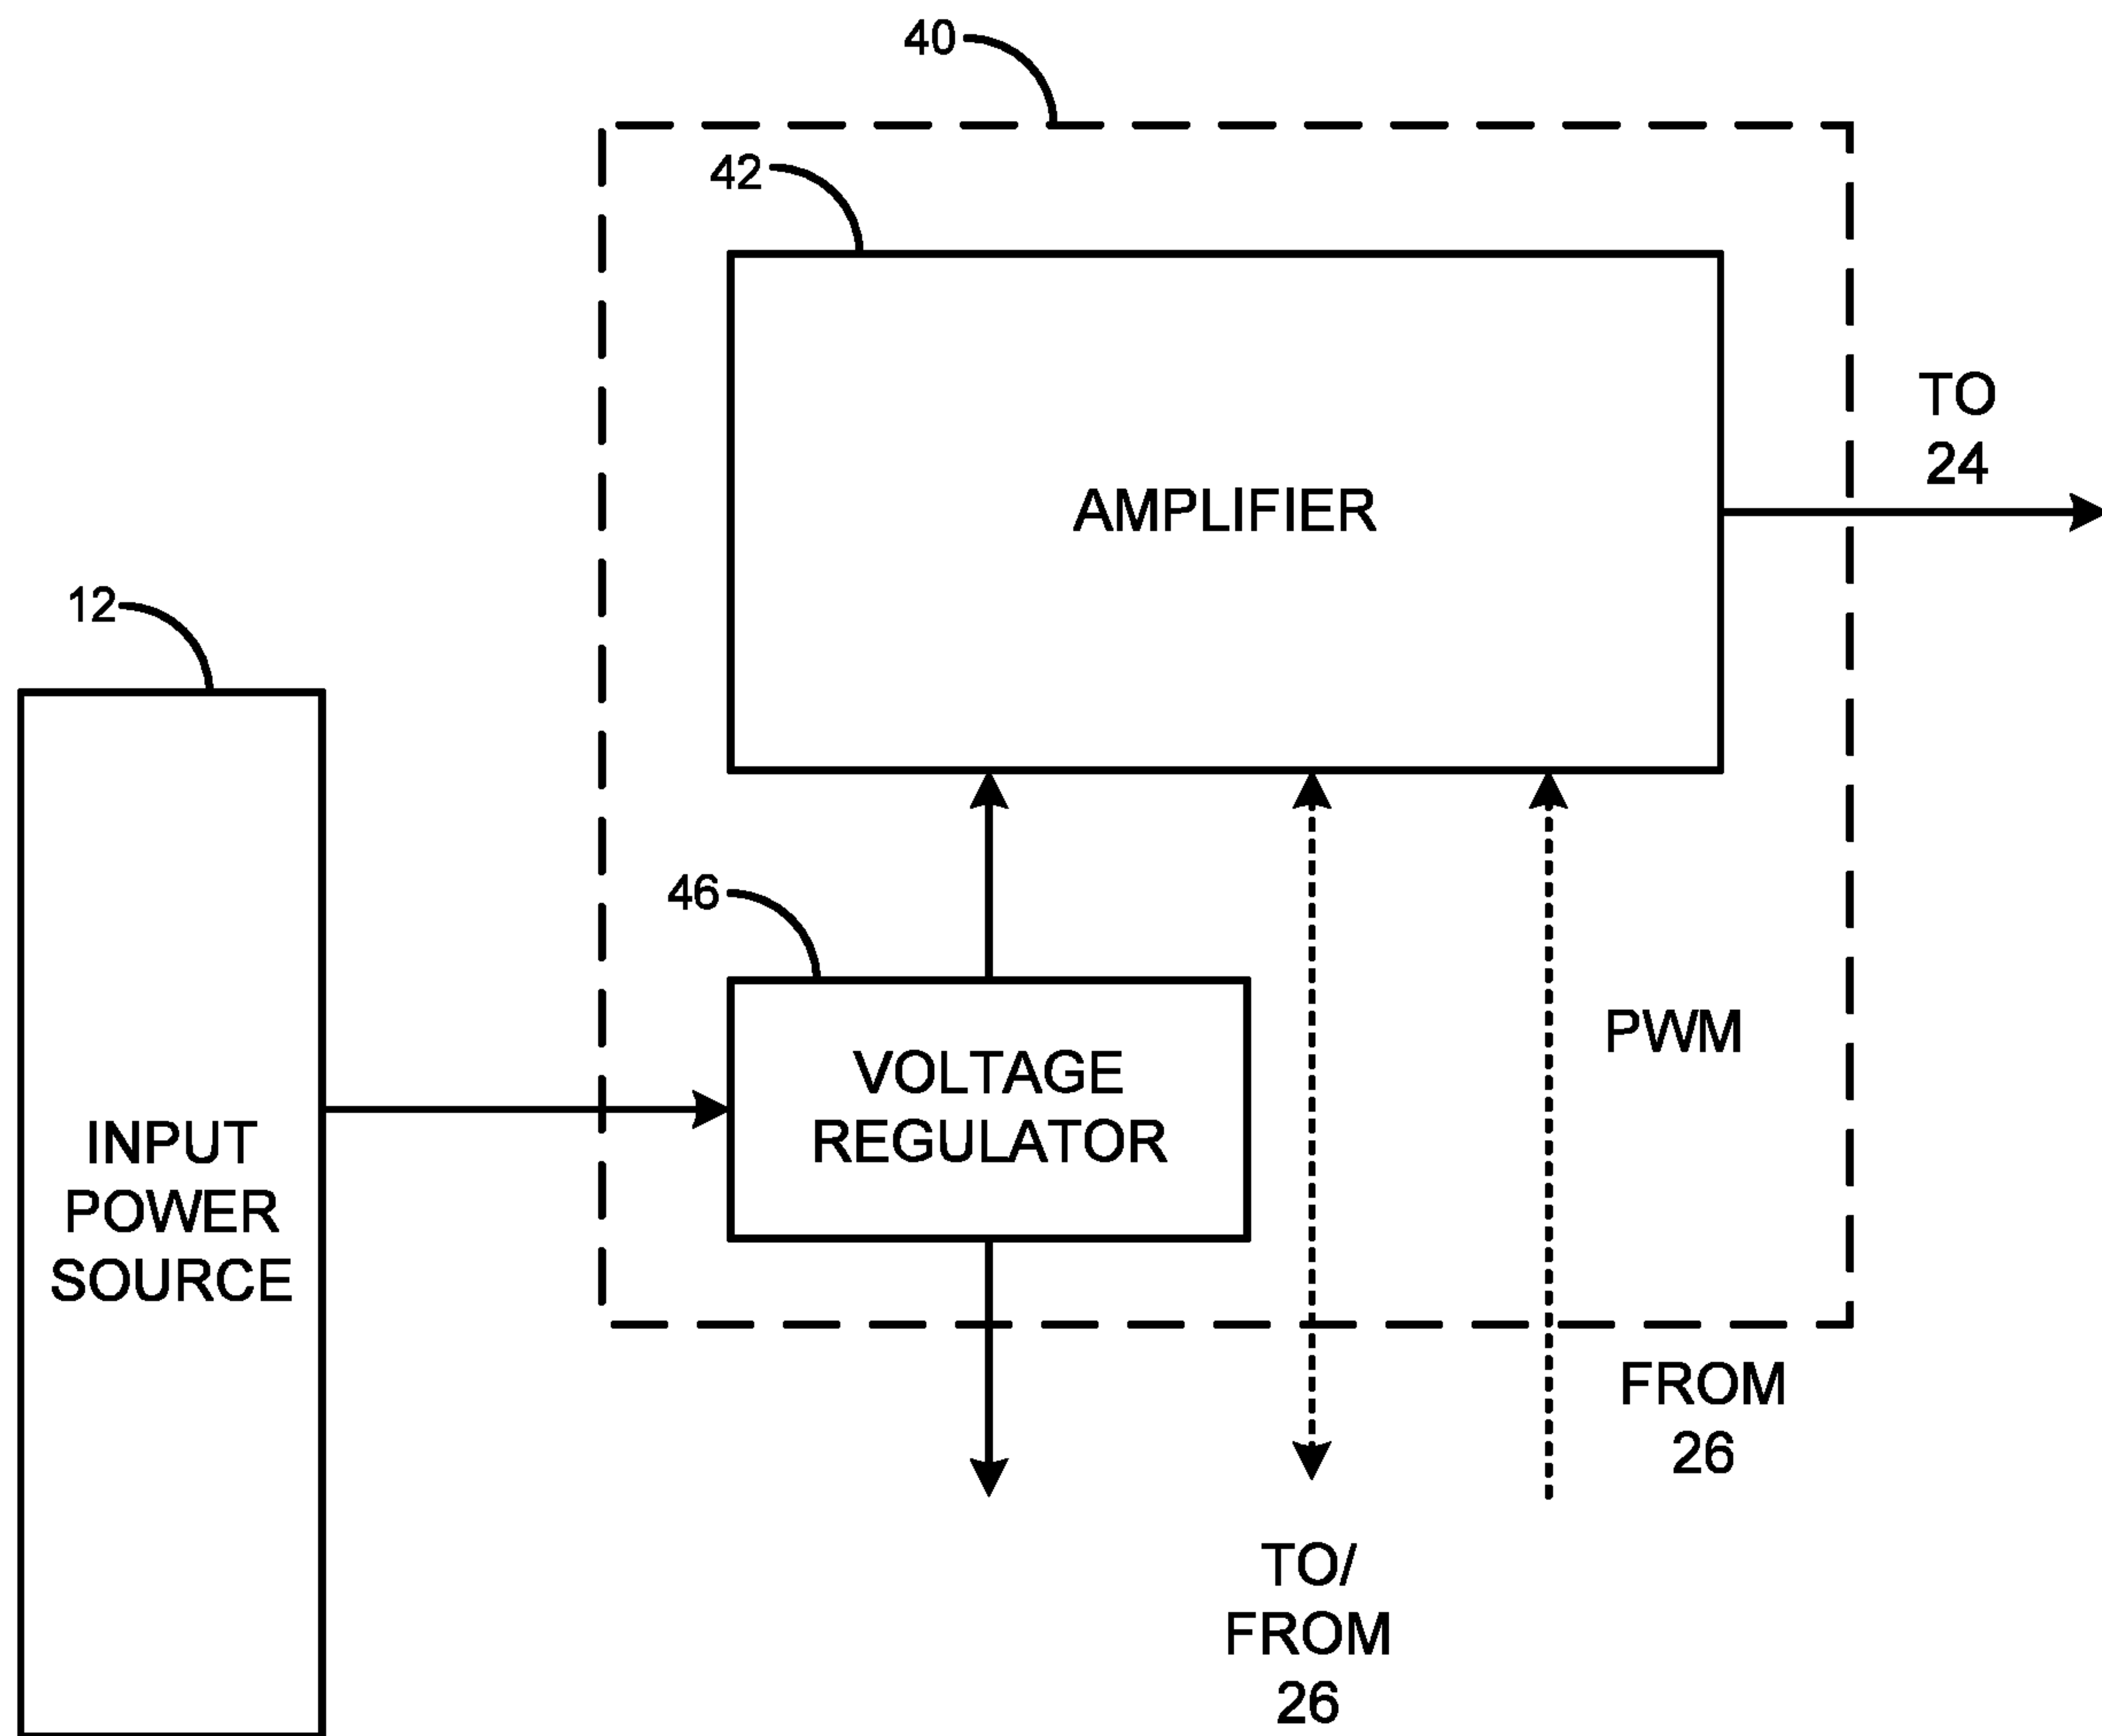 40
42
AMPLIFIER
TO
24
12
46
VOLTAGE
REGULATOR
PWM
INPUT
POWER
SOURCE
FROM
26
TO/
FROM
26